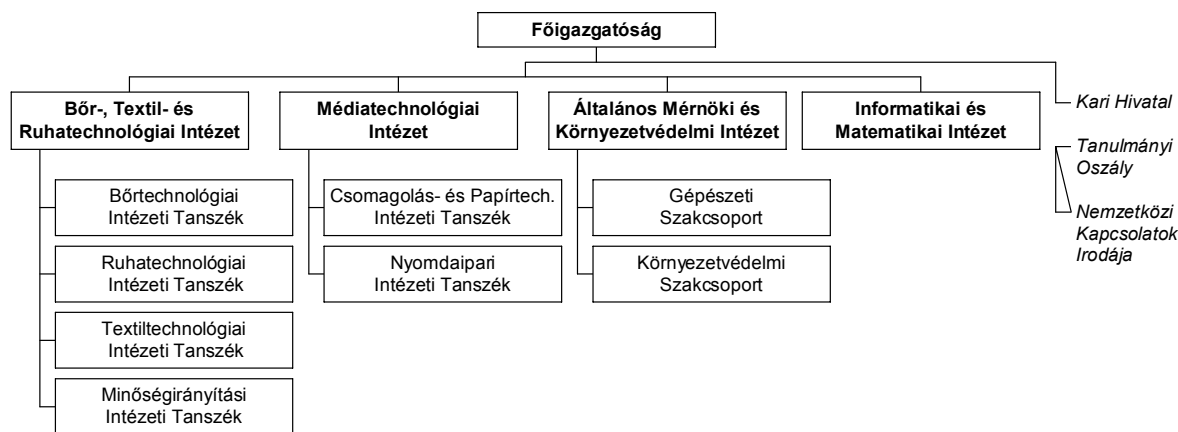 Főigazgatóság
Bőr-, Textil- és
Ruhatechnológiai Intézet
Bőrtechnológiai
Intézeti Tanszék
Ruhatechnológiai
Intézeti Tanszék
Textiltechnológiai
Intézeti Tanszék
Minőségirányítási
Intézeti Tanszék
Médiatechnológiai
Intézet
Csomagolás- és Papírtech.
Intézeti Tanszék
Nyomdaipari
Intézeti Tanszék
Általános Mérnöki és
Környezetvédelmi Intézet
Gépészeti
Szakcsoport
Környezetvédelmi
Szakcsoport
Informatikai és
Matematikai Intézet
Kari Hivatal
Tanulmányi
Oszály
Nemzetközi
Kapcsolatok
Irodája